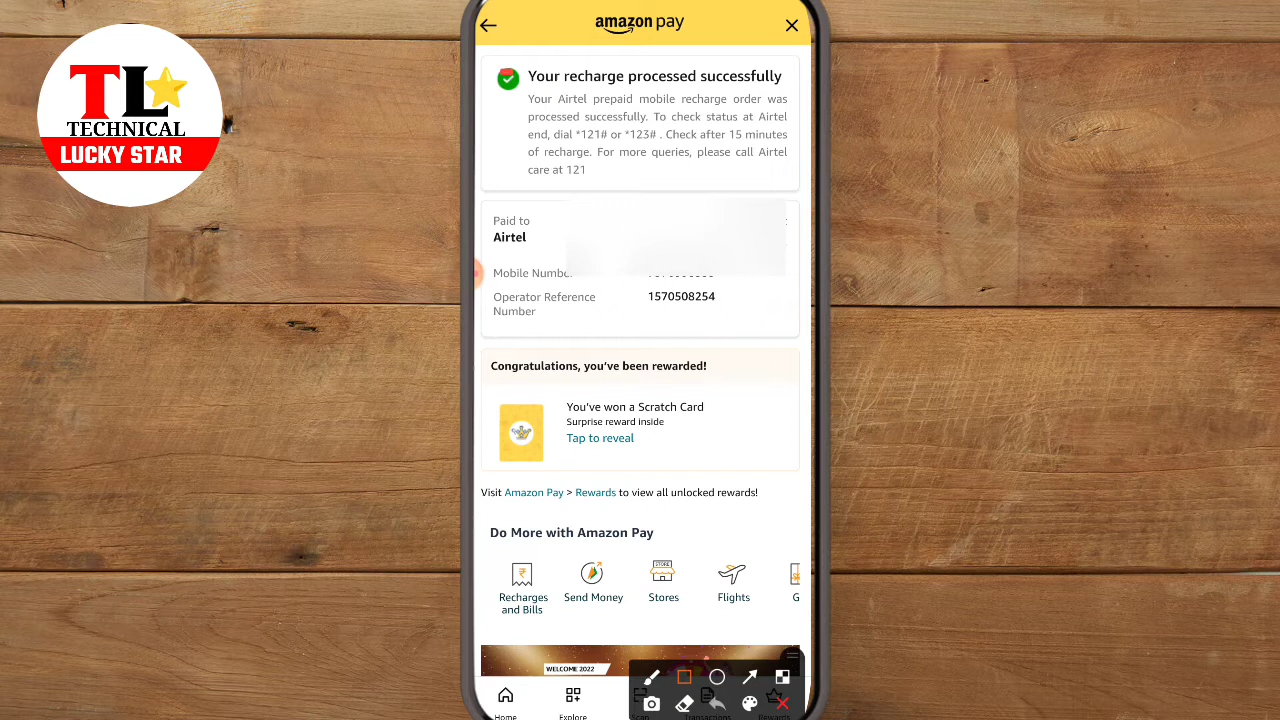 TL
TECHNICAL
LUCKY STAR
amazon pay
Your recharge processed successfully
Your Airtel prepaid mobile recharge order was
processed successfully. To check status at Airtel
end, dial *121# or *123# . Check after 15 minutes
of recharge. For more queries, please call Airtel
care at 121
Paid to
Airtel
Mobile
Operator Reference 1570508254
Number
Congratulations, you’ve been rewarded!
You’ve won a Scratch Card
Surprise reward inside
Tap to reveal
Visit Amazon Pay > Rewards to view all unlocked rewards!
Do More with Amazon Pay
STORE
Recharges and Bills
Send Money
Stores
Flights
G
WELCOME 2022
Home
Explore
Scan
Transactions
Rewards